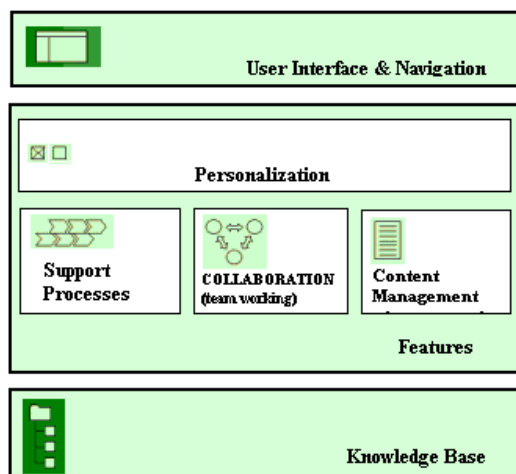 User Interface & Navigation
Personalization
Support
Processes
COLLABORATION
(team working)
Content
Management
Features
Knowledge Base